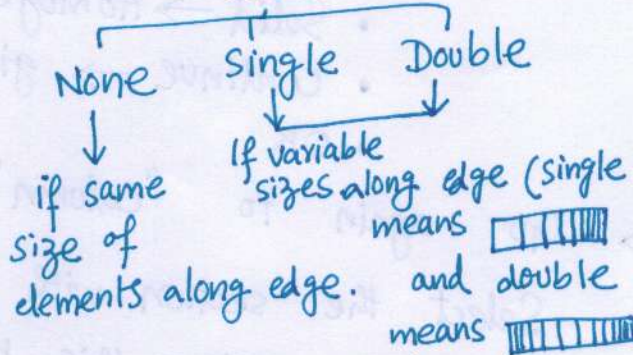 None Single Double
if same
size of
elements along edge.
If variable
sizes along edge (single
means
and double
means